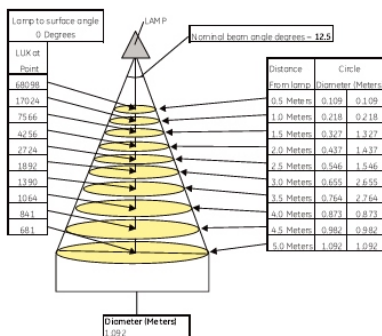 Lamp to surface angle
0 Degrees
LAMP
Nominal beam angle degrees = 12.5
LUX at
Point
68098
17024
7566
4256
2724
1892
1390
1064
841
681
Distance Circle
From lamp Diameter (Meters)
0.5 Meters 0.109 0.109
1.0 Meters 0.218 0.218
1.5 Meters 0.327 1.327
2.0 Meters 0.437 1.437
2.5 Meters 0.546 1.546
3.0 Meters 0.655 2.655
3.5 Meters 0.764 2.764
4.0 Meters 0.873 0.873
4.5 Meters 0.982 0.982
5.0 Meters 1.092 1.092
Diameter (Meters)
1.092